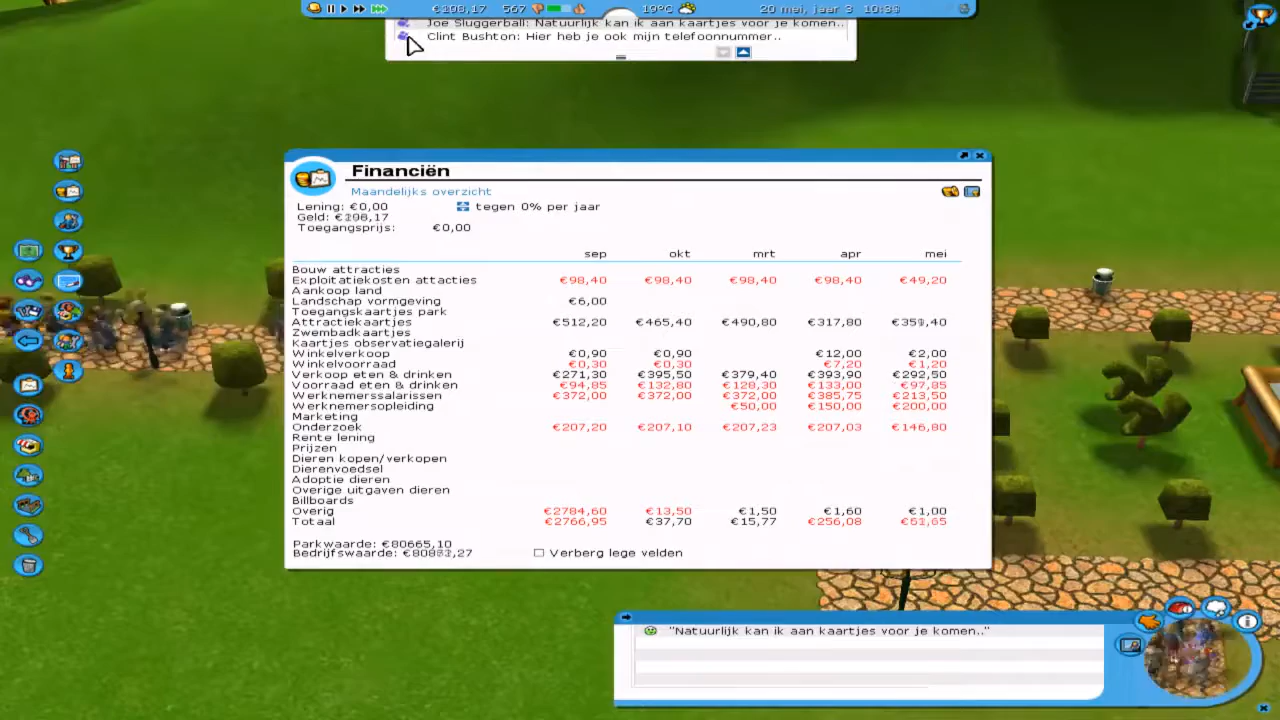 €198,17 567 19°C 20 mei, jaar 3 10:39
Joe Sluggerball: Natuurlijk kan ik aan kaartjes voor je komen..
Clint Bushton: Hier heb je ook mijn telefoonnummer..
Financiën
Maandelijks overzicht
Lening: €0,00 tegen 0% per jaar
Geld: €198,17
Toegangsprijs: €0,00
sep okt mrt apr mei
Bouw attracties
Exploitatiekosten attacties €98,40 €98,40 €98,40 €98,40 €49,20
Aankoop land
Landschap vormgeving €6,00
Toegangskaartjes park
Attractiekaartjes €512,20 €465,40 €490,80 €317,80
Zwembadkaartjes
Kaartjes observatiegalerij
Winkelverkoop €0,90 €0,90 €12,00 €2,00
Winkelvoorraad €0,30 €0,30 €7,20 €1,20
Verkoop eten & drinken €271,30 €395,50 €379,40 €393,90 €292,50
Voorraad eten & drinken €94,85 €132,80 €128,30 €133,00 €97,85
Werknemerssalarissen €372,00 €372,00 €372,00 €385,75 €213,50
Werknemersopleiding €50,00 €150,00 €200,00
Marketing
Onderzoek €207,20 €207,10 €207,23 €207,03 €146,80
Rente lening
Prijzen
Dieren kopen/verkopen
Dierenvoedsel
Adoptie dieren
Overige uitgaven dieren
Billboards
Overig €2784,60 €13,50 €1,50 €1,60 €1,00
Totaal €2766,95 €37,70 €15,77 €256,08
Parkwaarde: €80665,10
Bedrijfswaarde: Verberg lege velden
"Natuurlijk kan ik aan kaartjes voor je komen.."